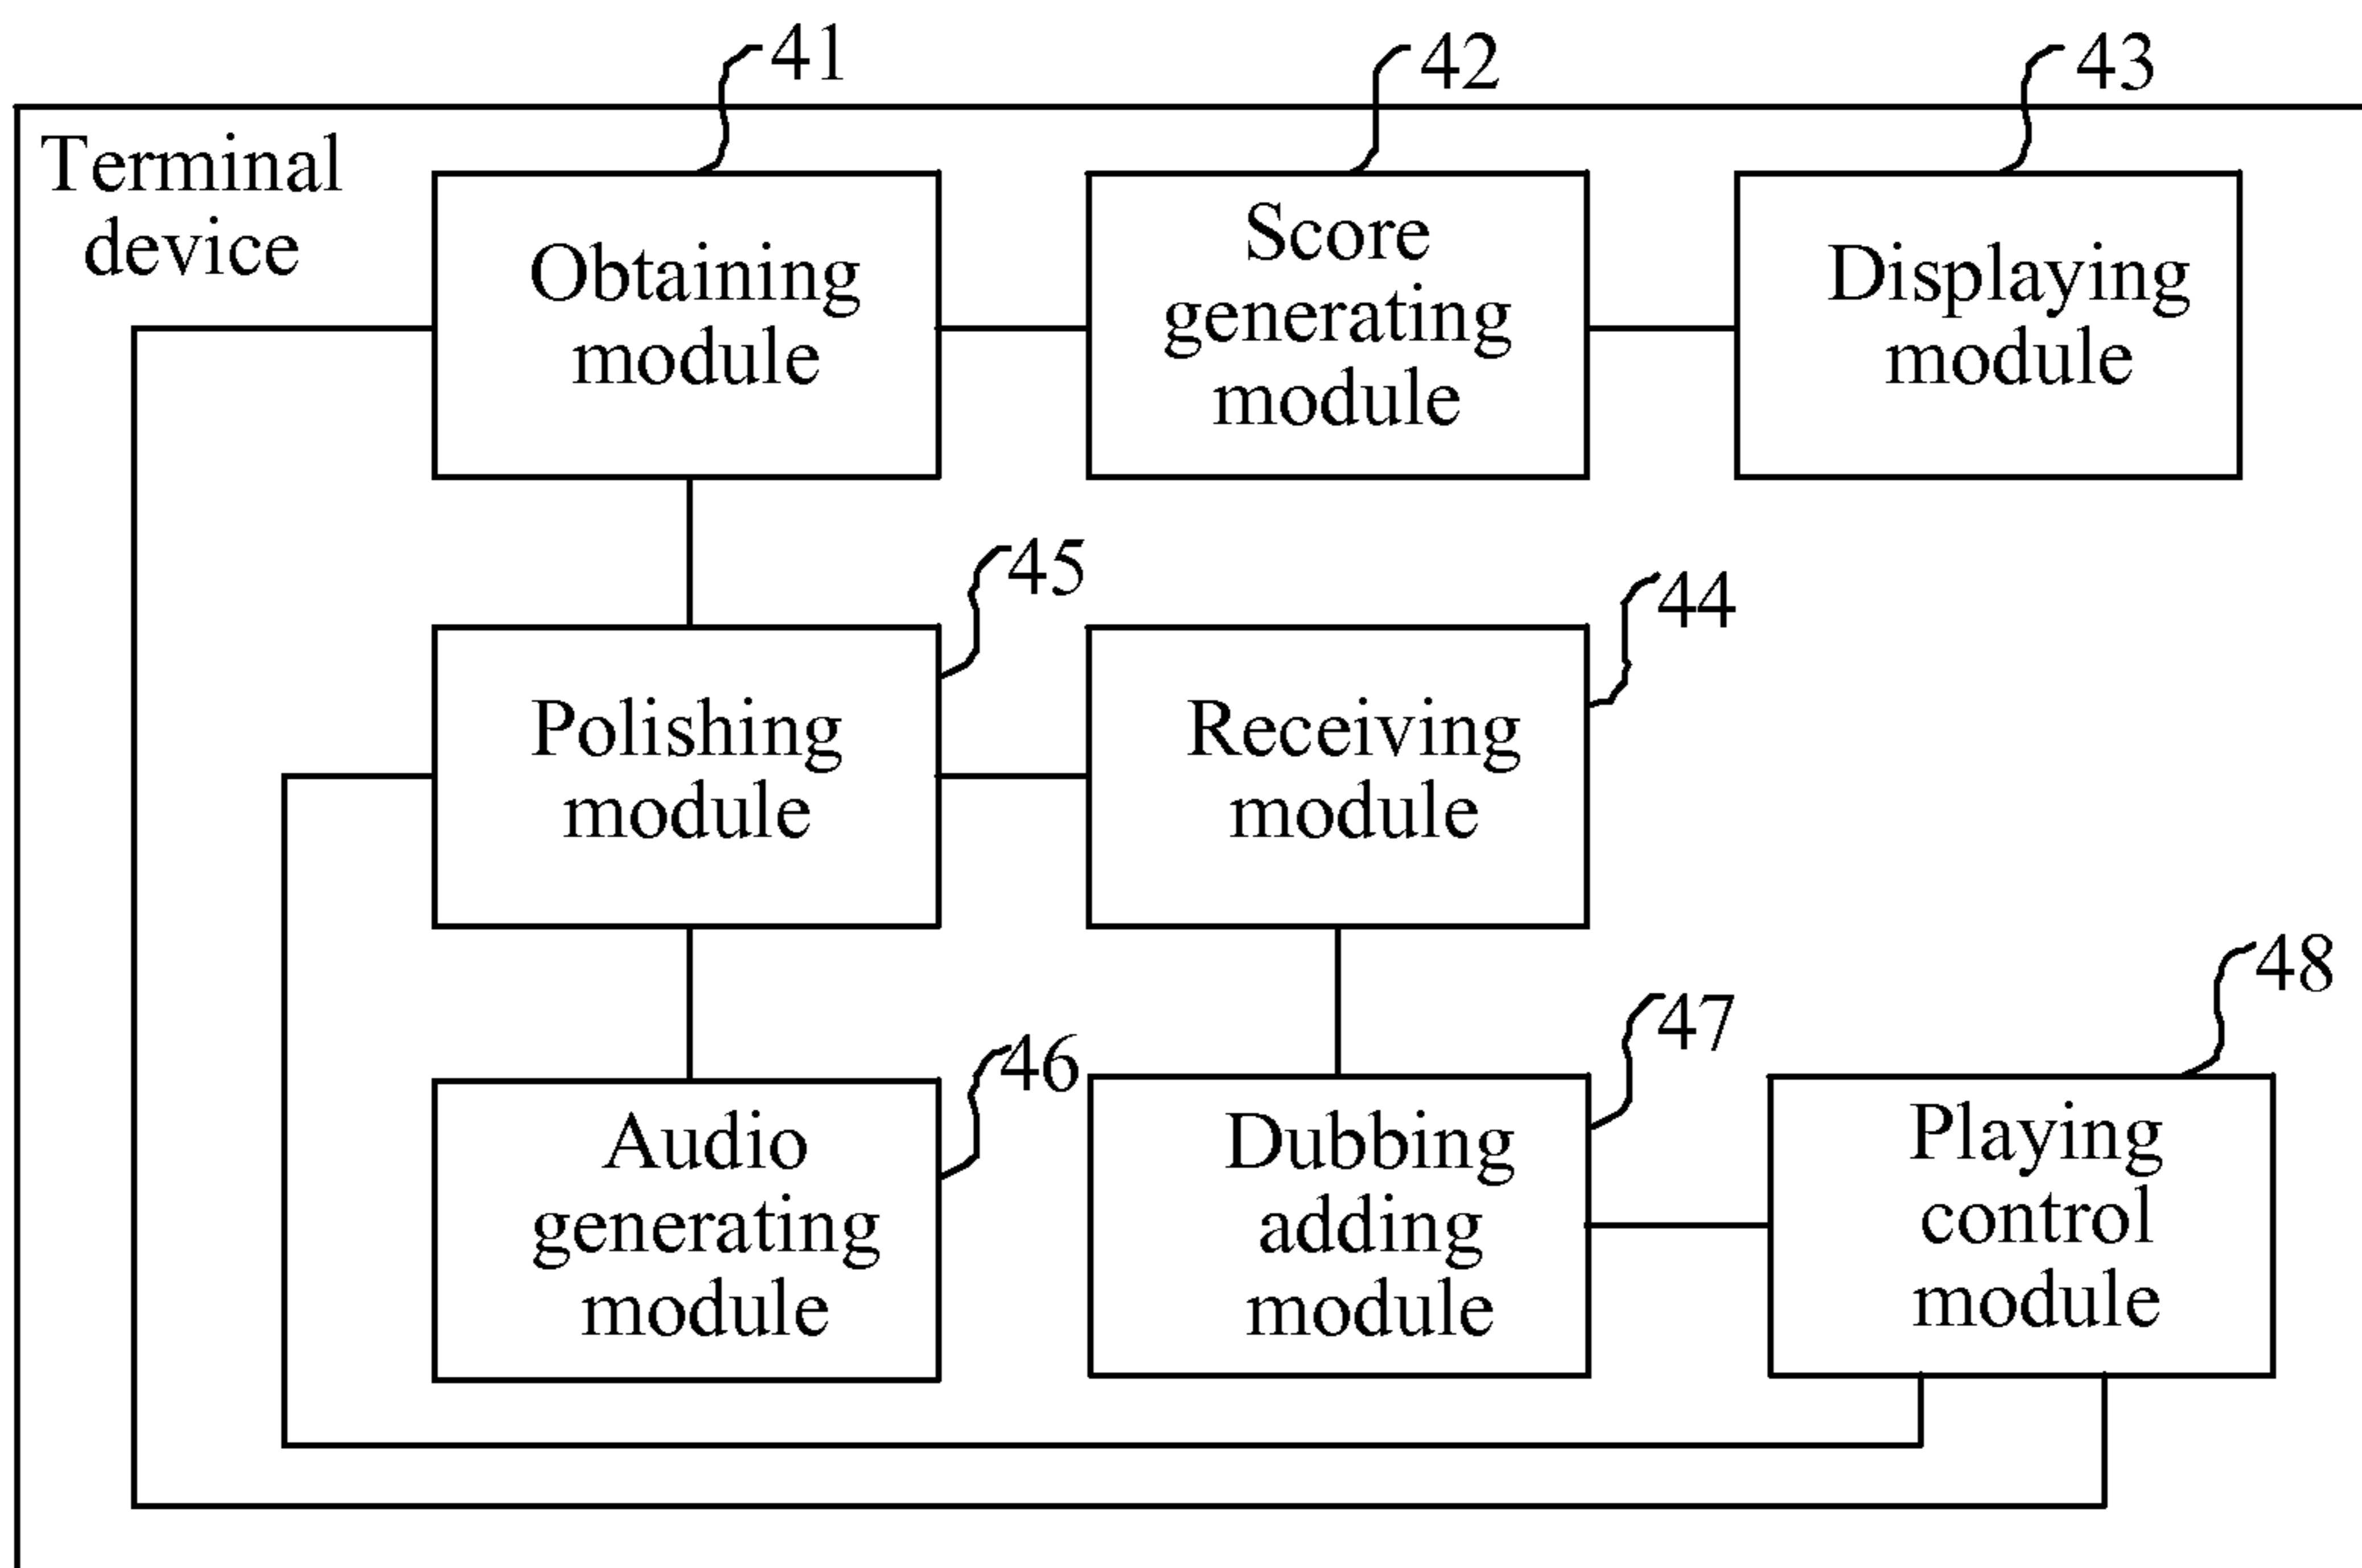 41
42
43
Terminal
device
Obtaining
module
Score
generating
module
Displaying
module
45
44
Polishing
module
Receiving
module
46
47
48
Audio
generating
module
Dubbing
adding
module
Playing
control
module